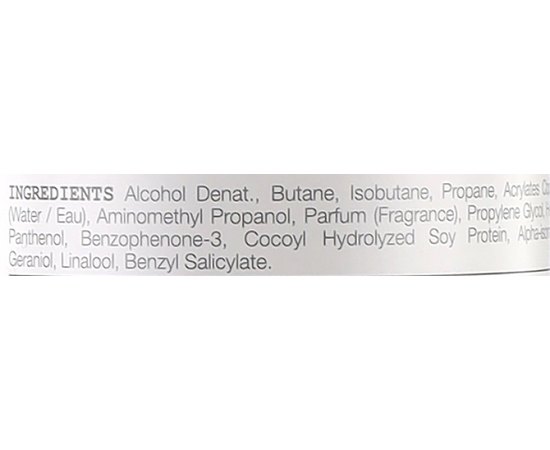 INGREDIENTS Alcohol Denat., Butane, Isobutane, Propane, Acrylates
(Water / Eau), Aminomethyl Propanol, Parfum (Fragrance), Propylene Glycol,
Panthenol, Benzophenone-3, Cocoyl Hydrolyzed Soy Protein,
Geraniol, Linalool, Benzyl Salicylate.